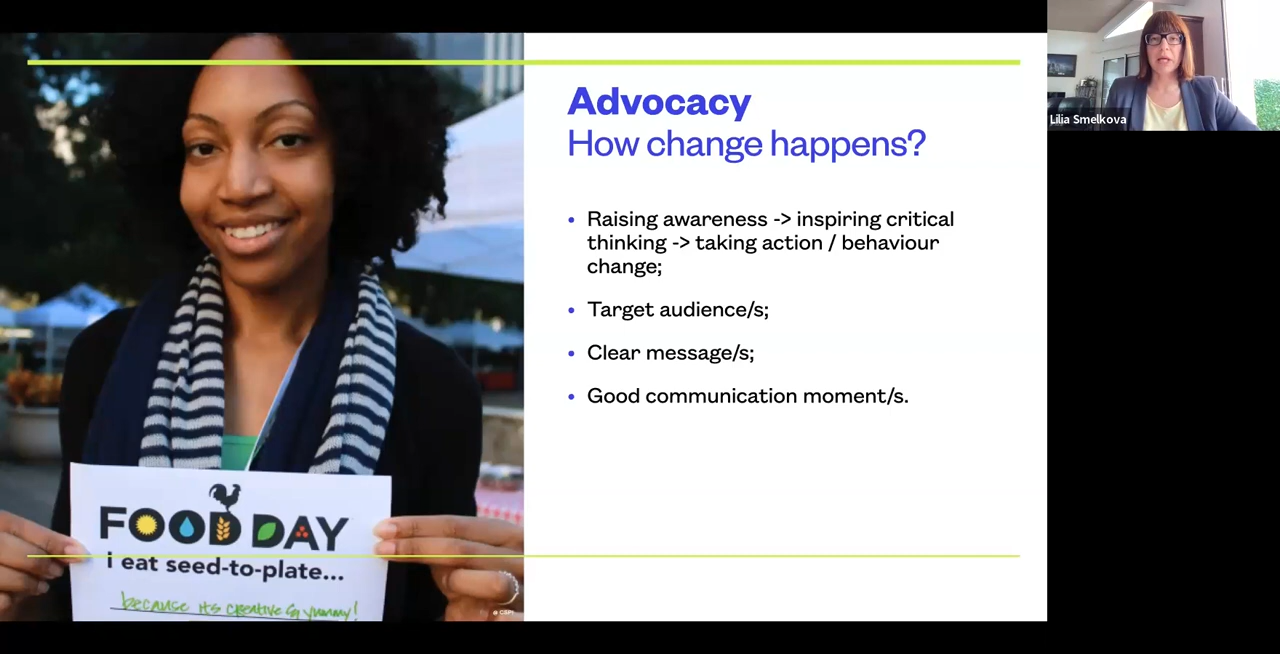 Advocacy
How change happens?
• Raising awareness -> inspiring critical
thinking -> taking action / behaviour
change;
• Target audience/s;
• Clear message/s;
• Good communication moment/s.
FOOD DAY
i eat seed-to-plate...
because its creative & yummy!
© CSPI
Lilia Smelkova